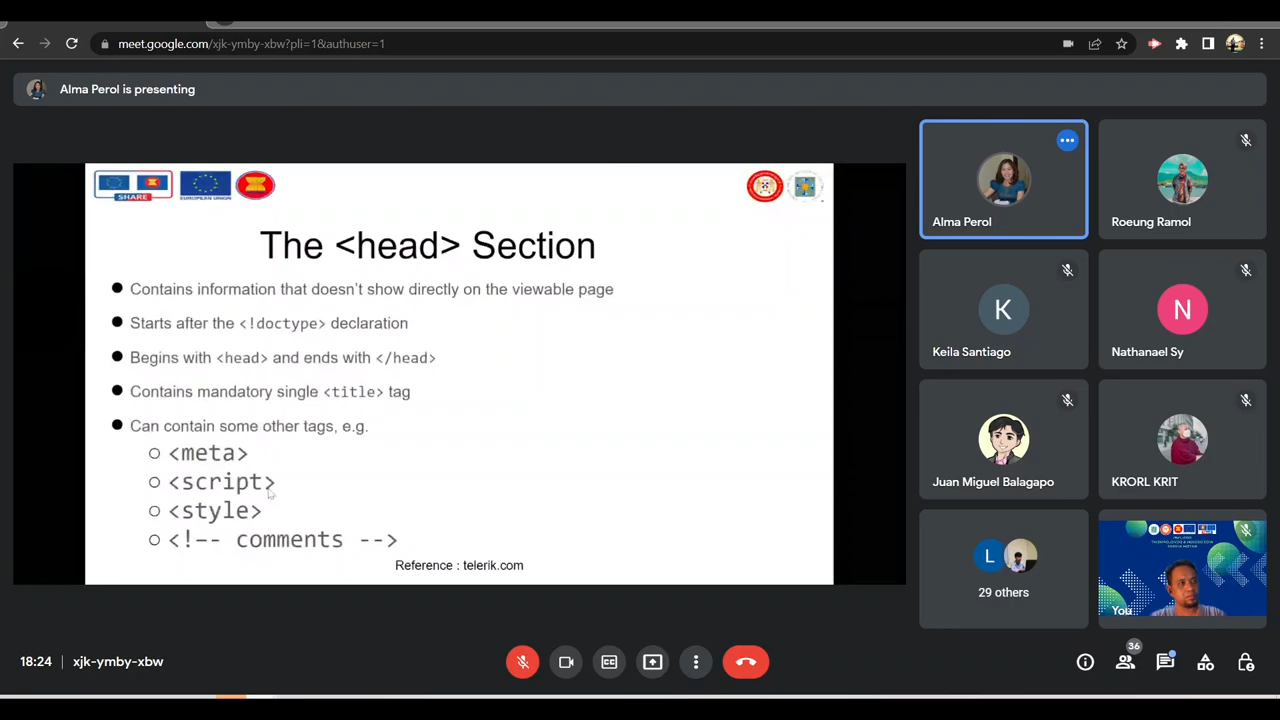 meet.google.com/xjk-ymby-xbw?pli=1&authuser=1
Alma Perol is presenting
SHARE
EUROPEAN UNION
The <head> Section
Contains information that doesn't show directly on the viewable page
Starts after the <!doctype> declaration
Begins with <head> and ends with </head>
Contains mandatory single <title> tag
Can contain some other tags, e.g.
<meta>
<script>
<style>
<!-- comments -->
Reference : telerik.com
Alma Perol
Roeung Ramol
K
Keila Santiago
N
Nathanael Sy
Juan Miguel Balagapo
KRORL KRIT
L
29 others
You
18:24 | xjk-ymby-xbw
36